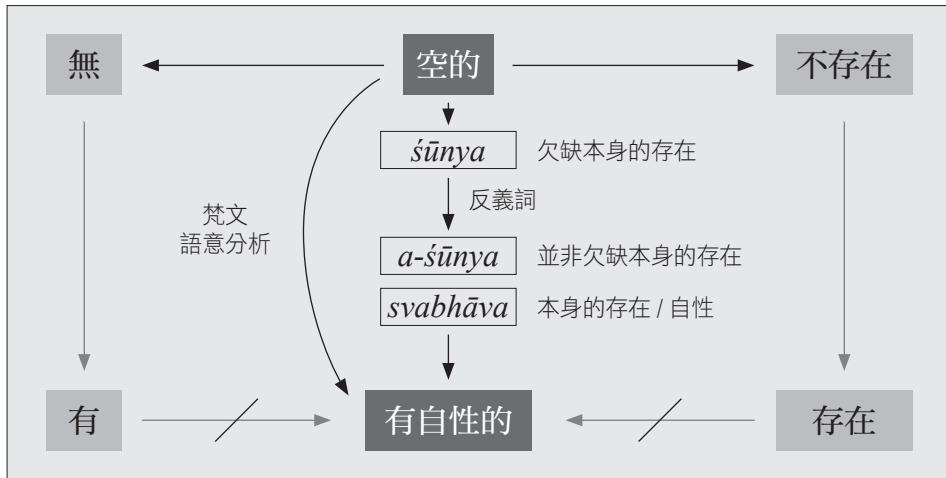 無
空的
不存在
śūnya
欠缺本身的存在
反義詞
梵文
語意分析
a-śūnya
並非欠缺本身的存在
svabhāva
本身的存在 / 自性
有
有自性的
存在